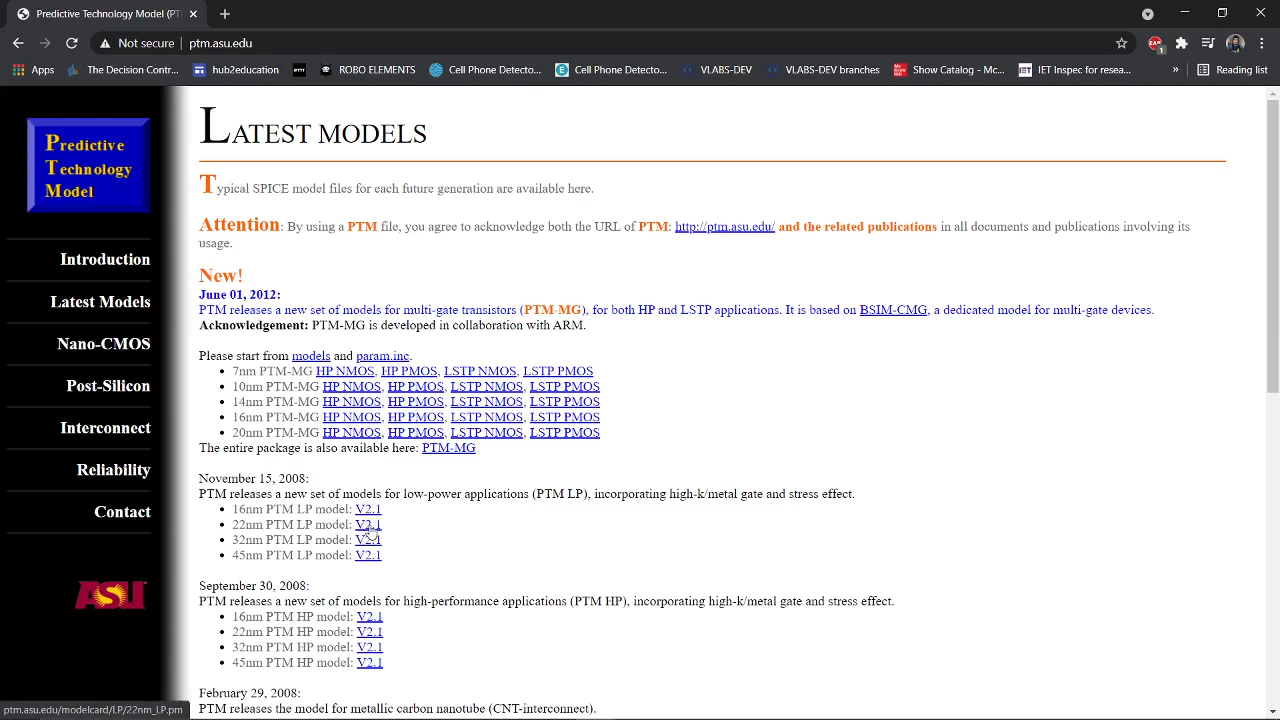 Predictive Technology Model (PT
Not secure | ptm.asu.edu
Apps
The Decision Contr...
hub2education
ROBO ELEMENTS
Cell Phone Detecto...
Cell Phone Detecto...
VLABS-DEV
VLABS-DEV branches
Show Catalog - Mc...
IET Inspec for resea...
»
Reading list
Predictive
Technology
Model
Introduction
Latest Models
Nano-CMOS
Post-Silicon
Interconnect
Reliability
Contact
ASU
LATEST MODELS
Typical SPICE model files for each future generation are available here.
Attention: By using a PTM file, you agree to acknowledge both the URL of PTM: http://ptm.asu.edu/ and the related publications in all documents and publications involving its
usage.
New!
June 01, 2012:
PTM releases a new set of models for multi-gate transistors (PTM-MG), for both HP and LSTP applications. It is based on BSIM-CMG, a dedicated model for multi-gate devices.
Acknowledgement: PTM-MG is developed in collaboration with ARM.
Please start from models and param.inc.
• 7nm PTM-MG HP NMOS, HP PMOS, LSTP NMOS, LSTP PMOS
• 10nm PTM-MG HP NMOS, HP PMOS, LSTP NMOS, LSTP PMOS
• 14nm PTM-MG HP NMOS, HP PMOS, LSTP NMOS, LSTP PMOS
• 16nm PTM-MG HP NMOS, HP PMOS, LSTP NMOS, LSTP PMOS
• 20nm PTM-MG HP NMOS, HP PMOS, LSTP NMOS, LSTP PMOS
The entire package is also available here: PTM-MG
November 15, 2008:
PTM releases a new set of models for low-power applications (PTM LP), incorporating high-k/metal gate and stress effect.
• 16nm PTM LP model: V2.1
• 22nm PTM LP model: V2.1
• 32nm PTM LP model: V2.1
• 45nm PTM LP model: V2.1
September 30, 2008:
PTM releases a new set of models for high-performance applications (PTM HP), incorporating high-k/metal gate and stress effect.
• 16nm PTM HP model: V2.1
• 22nm PTM HP model: V2.1
• 32nm PTM HP model: V2.1
• 45nm PTM HP model: V2.1
February 29, 2008:
PTM releases the model for metallic carbon nanotube (CNT-interconnect).
ptm.asu.edu/modelcard/LP/22nm_LP.pm